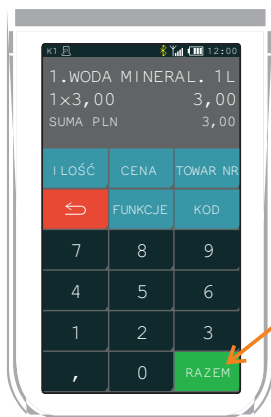 K1 12:00
1.WODA MINERAL. 1L
1×3,00 3,00
SUMA PLN 3,00
ILOŚĆ CENA TOWAR NR
FUNKCJE KOD
7 8 9
4 5 6
1 2 3
, 0 RAZEM